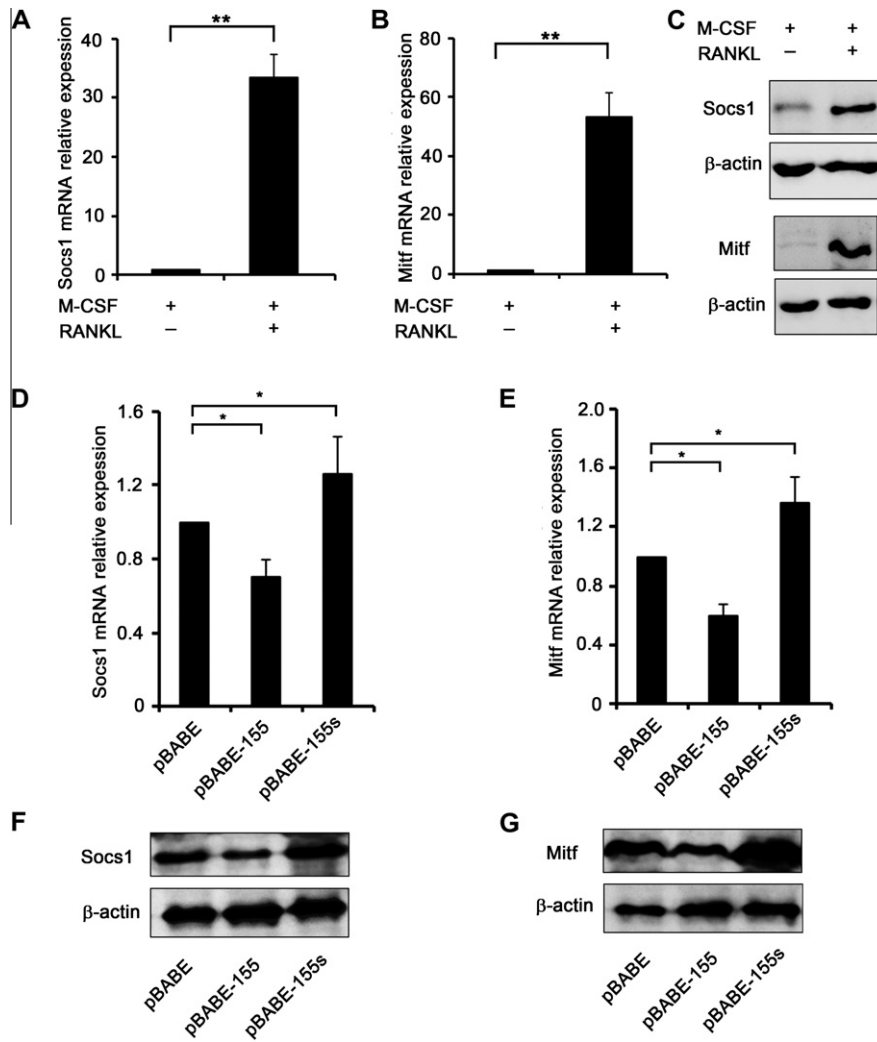 A
**
Socs1 mRNA relative expession
40
30
20
10
0
M-CSF + +
RANKL – +
B
**
Mitf mRNA relative expession
80
60
40
20
0
M-CSF + +
RANKL – +
C
M-CSF + +
RANKL – +
Socs1
β-actin
Mitf
β-actin
D
*
*
Socs1 mRNA relative expession
1.6
1.2
0.8
0.4
0
pBABE
pBABE-155
pBABE-155s
E
*
*
Mitf mRNA relative expession
2.0
1.6
1.2
0.8
0.4
0
pBABE
pBABE-155
pBABE-155s
F
Socs1
β-actin
pBABE
pBABE-155
pBABE-155s
G
Mitf
β-actin
pBABE
pBABE-155
pBABE-155s